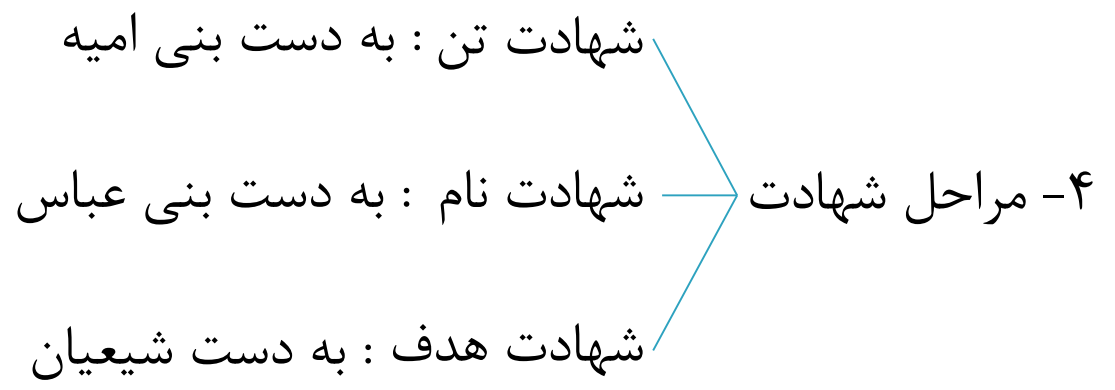 ۴- مراحل شهادت
شهادت تن : به دست بنی امیه
شهادت نام : به دست بنی عباس
شهادت هدف : به دست شیعیان